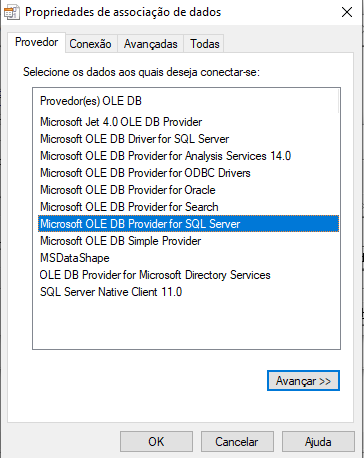 Propriedades de associação de dados
Provedor Conexão Avançadas Todas
Selecione os dados aos quais deseja conectar-se:
Provedor(es) OLE DB
Microsoft Jet 4.0 OLE DB Provider
Microsoft OLE DB Driver for SQL Server
Microsoft OLE DB Provider for Analysis Services 14.0
Microsoft OLE DB Provider for ODBC Drivers
Microsoft OLE DB Provider for Oracle
Microsoft OLE DB Provider for Search
Microsoft OLE DB Provider for SQL Server
Microsoft OLE DB Simple Provider
MSDataShape
OLE DB Provider for Microsoft Directory Services
SQL Server Native Client 11.0
Avançar >>
OK Cancelar Ajuda